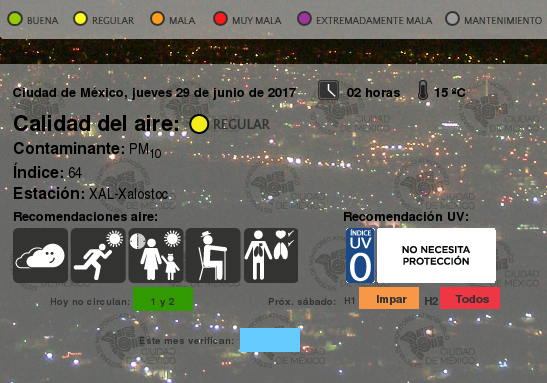 BUENA REGULAR MALA MUY MALA EXTREMADAMENTE MALA MANTENIMIENTO
Ciudad de México, jueves 29 de junio de 2017 02 horas 15 ºC
Calidad del aire: REGULAR
Contaminante: PM10
Índice: 64
Estación: XAL-Xalostoc
Recomendaciones aire: Recomendación UV:
ÍNDICE
UV
0
NO NECESITA
PROTECCIÓN
Hoy no circulan: 1 y 2 Próx. sábado: H1 Impar H2 Todos
Este mes verifican: